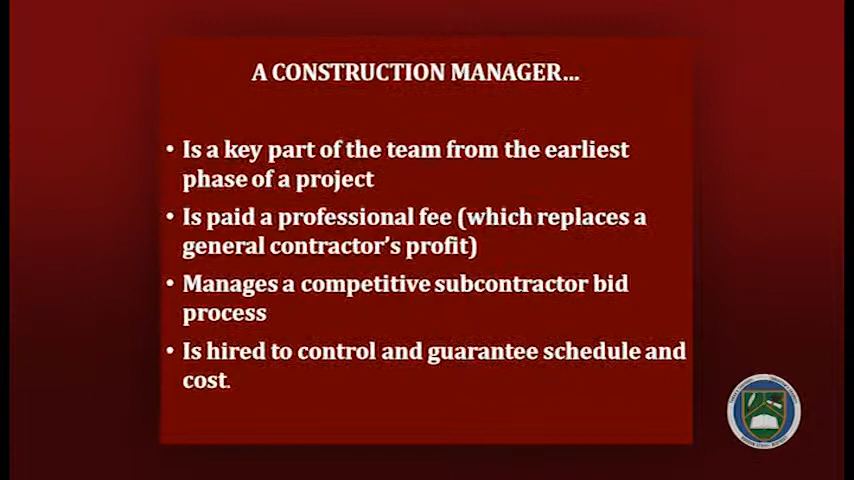 A CONSTRUCTION MANAGER...
• Is a key part of the team from the earliest
phase of a project
• Is paid a professional fee (which replaces a
general contractor's profit)
• Manages a competitive subcontractor bid
process
• Is hired to control and guarantee schedule and
cost.